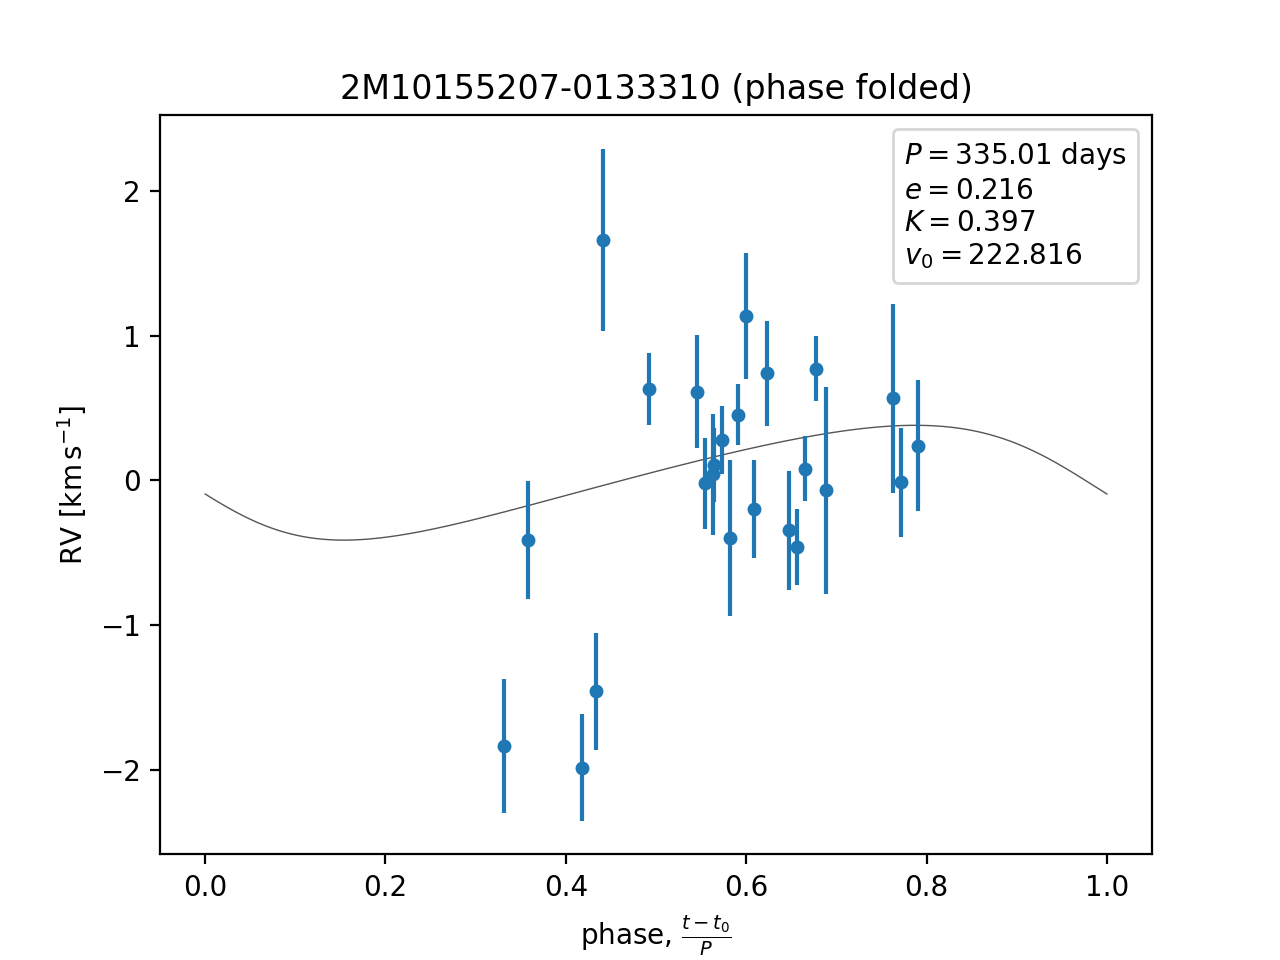 2M10155207-0133310 (phase folded)
P = 335.01 days
e = 0.216
K = 0.397
v₀ = 222.816
2
1
0
−1
−2
RV [km s⁻¹]
0.0 0.2 0.4 0.6 0.8 1.0
phase, (t − t₀)/P